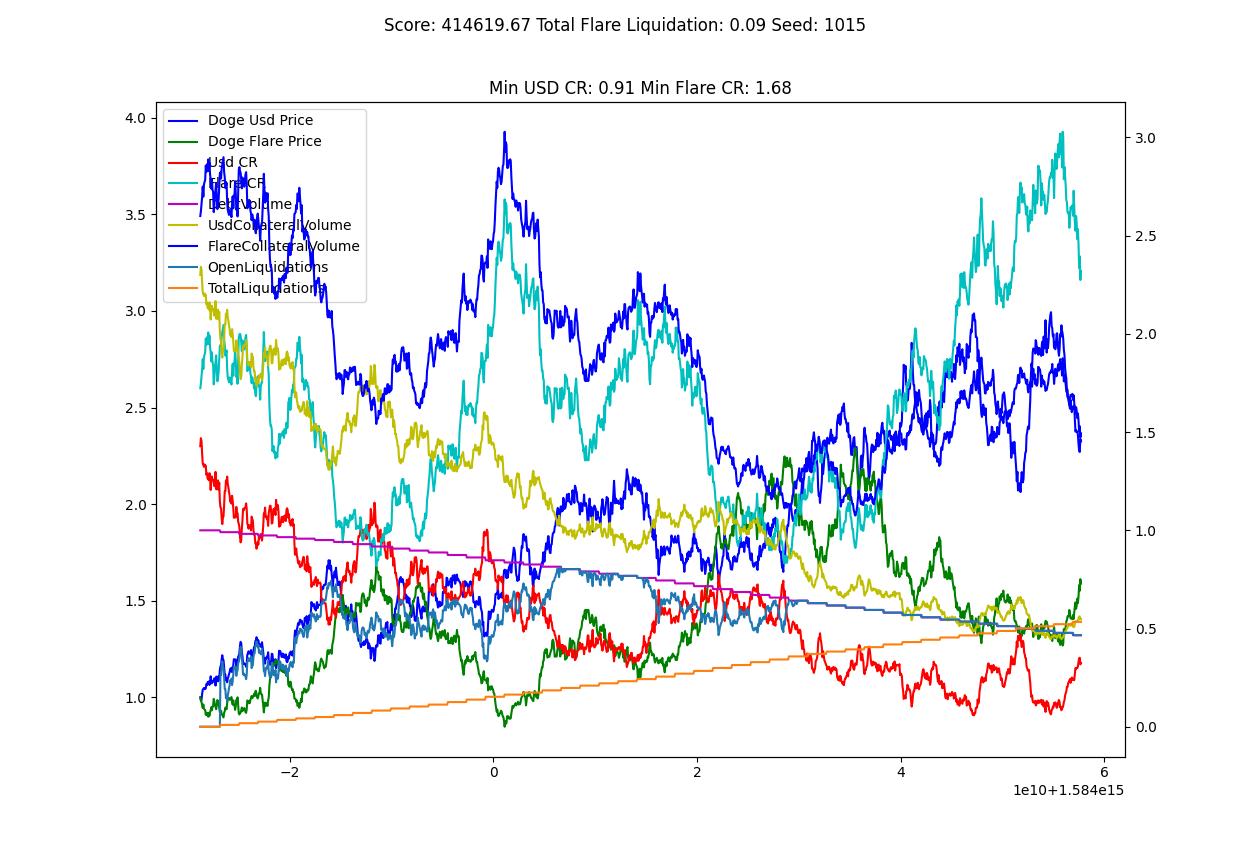 Score: 414619.67 Total Flare Liquidation: 0.09 Seed: 1015
Min USD CR: 0.91 Min Flare CR: 1.68
Doge Usd Price
Doge Flare Price
Usd CR
Flare CR
DebtVolume
UsdCollateralVolume
FlareCollateralVolume
OpenLiquidations
TotalLiquidations
4.0
3.5
3.0
2.5
2.0
1.5
1.0
3.0
2.5
2.0
1.5
1.0
0.5
0.0
−2
0
2
4
6
1e10+1.584e15